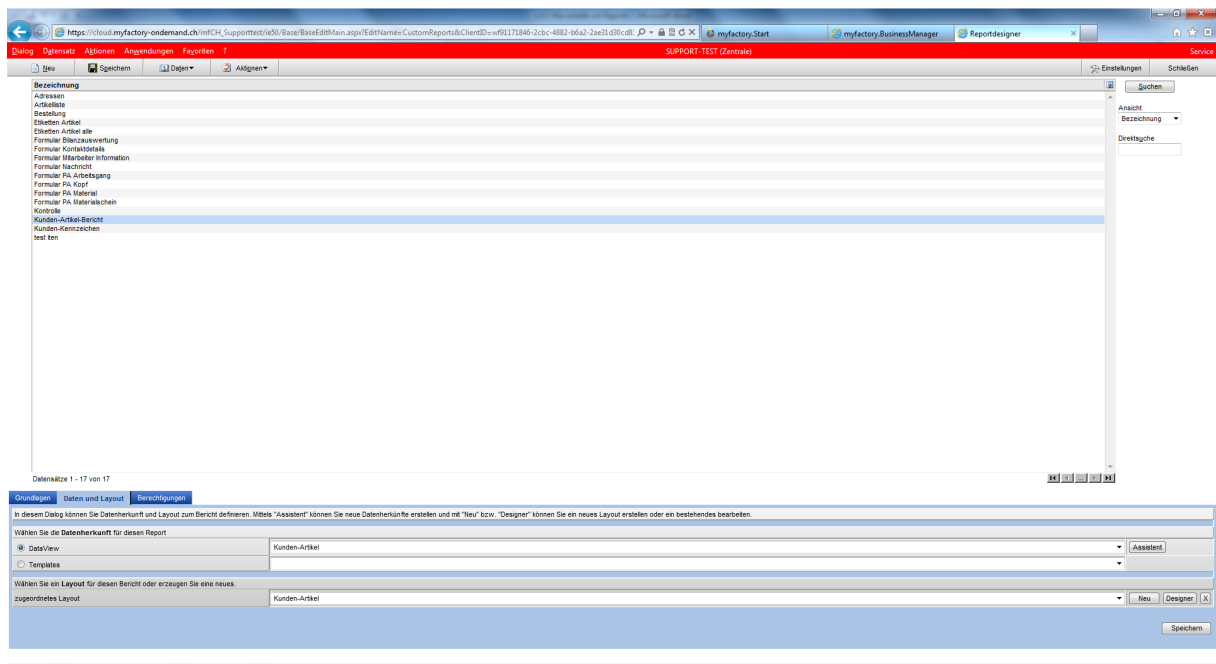 https://cloud.myfactory-ondemand.ch/mfCH_Supporttest/ie50/Base/BaseEditMain.aspx?EditName=CustomReports&ClientID=wf91171846-2cbc-4882-b6a2-2ae31d30cd8: myfactory.Start myfactory.BusinessManager Reportdesigner
Dialog Datensatz Aktionen Anwendungen Favoriten ? SUPPORT-TEST (Zentrale) Service
Neu Speichern Daten Aktionen Einstellungen Schließen
Bezeichnung Suchen
Adressen
Artikelliste
Bestellung
Etiketten Artikel
Etiketten Artikel alle
Formular Bilanzauswertung
Formular Kontaktdetails
Formular Mitarbeiter Information
Formular Nachricht
Formular PA Arbeitsgang
Formular PA Kopf
Formular PA Material
Formular PA Materialschein
Kontrolle
Kunden-Artikel-Bericht
Kunden-Kennzeichen
test iten
Ansicht
Bezeichnung
Direktsuche
Datensätze 1 - 17 von 17
Grundlagen Daten und Layout Berechtigungen
In diesem Dialog können Sie Datenherkunft und Layout zum Bericht definieren. Mittels "Assistent" können Sie neue Datenherkünfte erstellen und mit "Neu" bzw. "Designer" können Sie ein neues Layout erstellen oder ein bestehendes bearbeiten.
Wählen Sie die Datenherkunft für diesen Report
DataView Kunden-Artikel Assistent
Templates
Wählen Sie ein Layout für diesen Bericht oder erzeugen Sie eine neues.
zugeordnetes Layout Kunden-Artikel Neu Designer X
Speichern